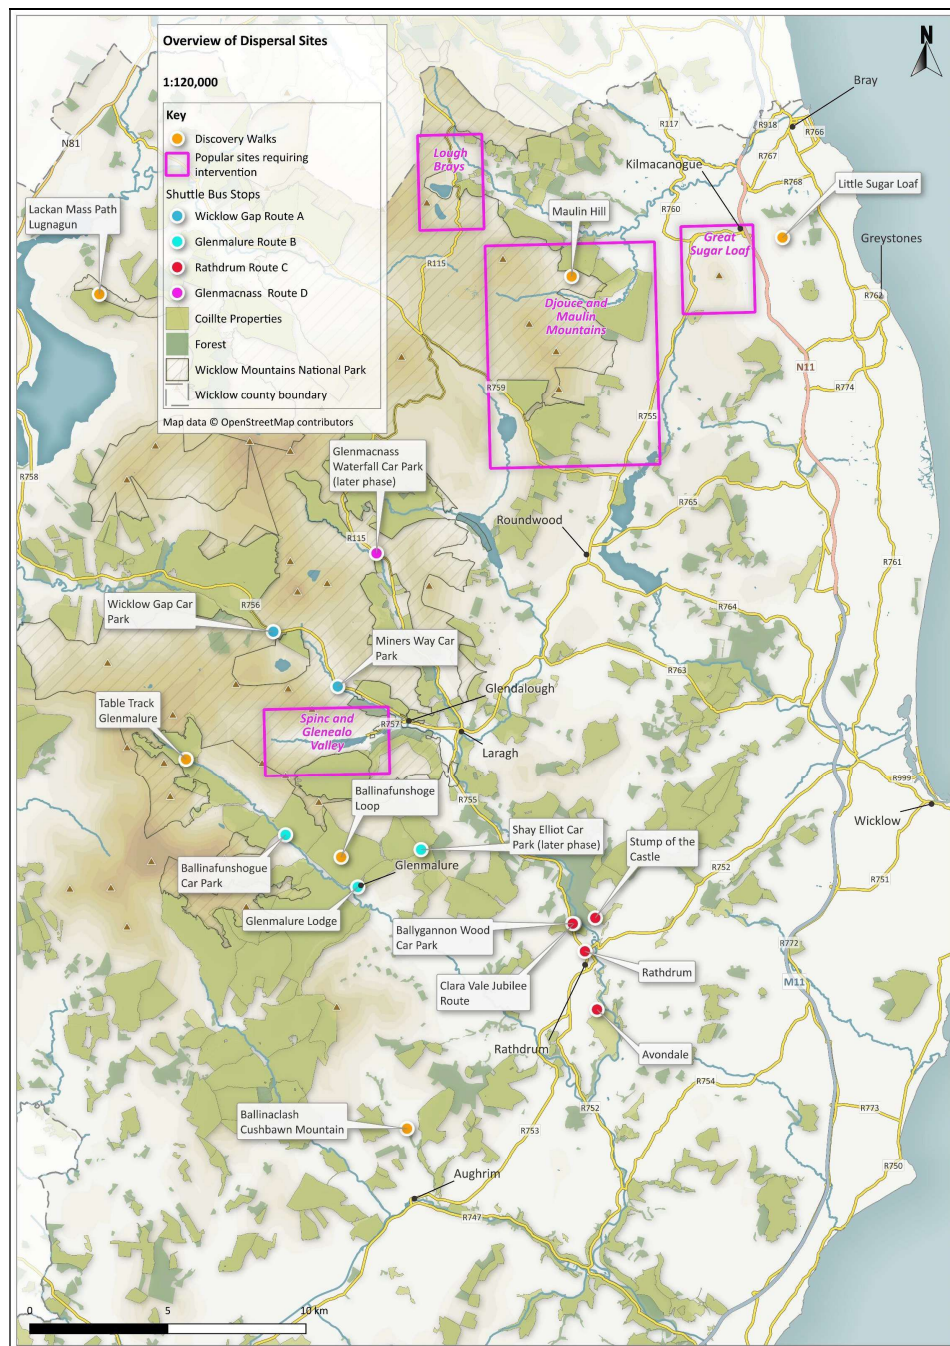 Overview of Dispersal Sites
1:120,000
Key
Discovery Walks
Popular sites requiring
intervention
Shuttle Bus Stops
Wicklow Gap Route A
Glenmalure Route B
Rathdrum Route C
Glenmacnass Route D
Coillte Properties
Forest
Wicklow Mountains National Park
Wicklow county boundary
Map data © OpenStreetMap contributors
N
Bray
R918
R766
R117
N81
R767
Lough
Brays
Kilmacanogue
R768
Little Sugar Loaf
Lackan Mass Path
Lugnagun
Maulin Hill
R760
Great
Sugar Loaf
Greystones
R115
R762
Djouce and
Maulin
Mountains
N11
R759
R774
R755
Glenmacnass
Waterfall Car Park
(later phase)
R758
R765
Roundwood
R115
R761
Wicklow Gap Car
Park
R756
R764
Miners Way Car
Park
R763
Glendalough
Table Track
Glenmalure
Spinc and
Glenealo
Valley
R757
Laragh
R999
Ballinafunshoge
Loop
R755
Wicklow
Shay Elliot Car
Park (later phase)
Stump of the
Castle
Ballinafunshogue
Car Park
Glenmalure
R752
R751
Glenmalure Lodge
Ballygannon Wood
Car Park
R772
Clara Vale Jubilee
Route
Rathdrum
M11
Rathdrum
Avondale
R754
Ballinaclash
Cushbawn Mountain
R752
R753
R773
R750
Aughrim
R747
0 5 10 km